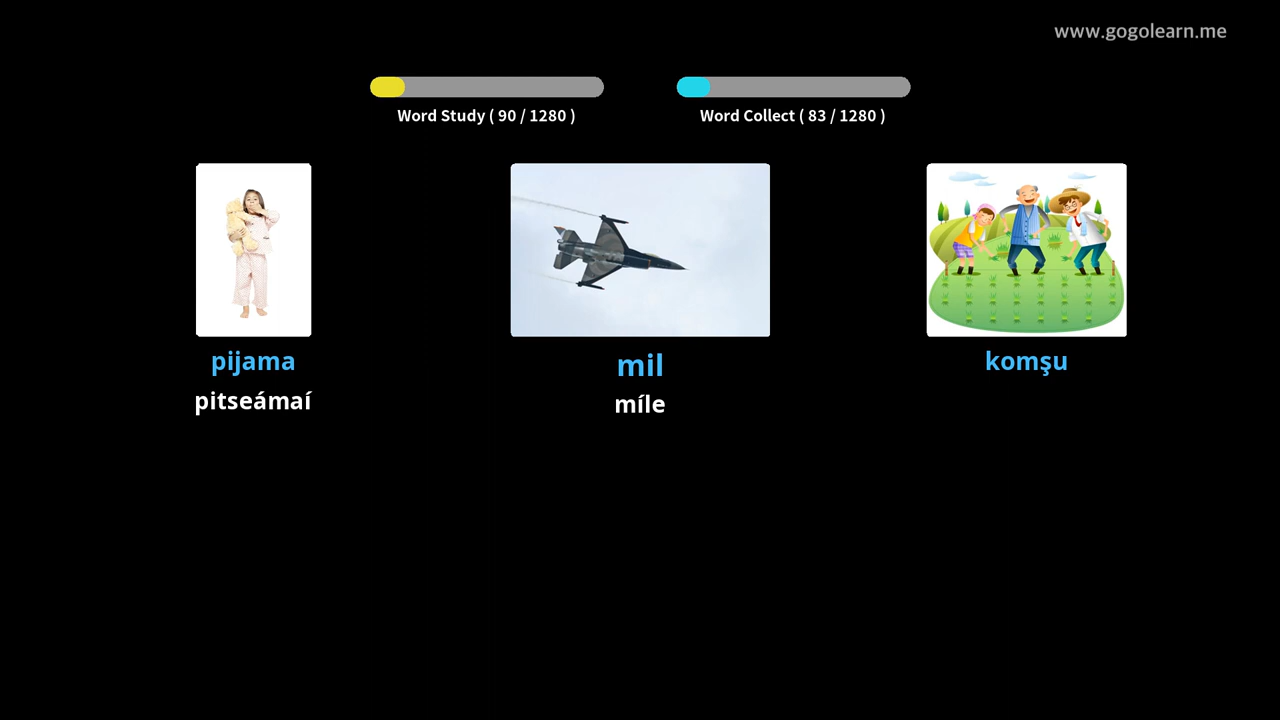 www.gogolearn.me
Word Study ( 90 / 1280 )
Word Collect ( 83 / 1280 )
pijama
pitseámaí
mil
míle
komşu